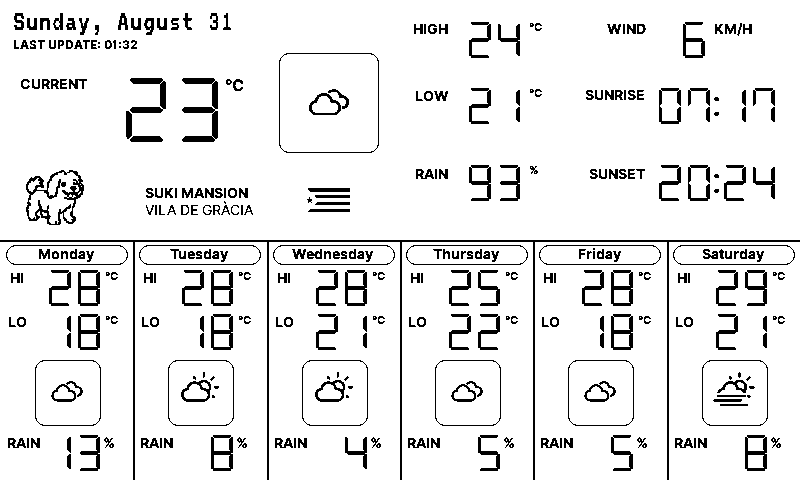 Sunday, August 31
LAST UPDATE: 01:32
CURRENT 23 °C
HIGH 24 °C
WIND 6 KM/H
LOW 21 °C
SUNRISE 07:17
RAIN 93 %
SUNSET 20:24
SUKI MANSION
VILA DE GRÀCIA
Monday
HI 28 °C
LO 18 °C
RAIN 13 %
Tuesday
HI 28 °C
LO 18 °C
RAIN 8 %
Wednesday
HI 28 °C
LO 21 °C
RAIN 4 %
Thursday
HI 25 °C
LO 22 °C
RAIN 5 %
Friday
HI 28 °C
LO 18 °C
RAIN 5 %
Saturday
HI 29 °C
LO 21 °C
RAIN 8 %